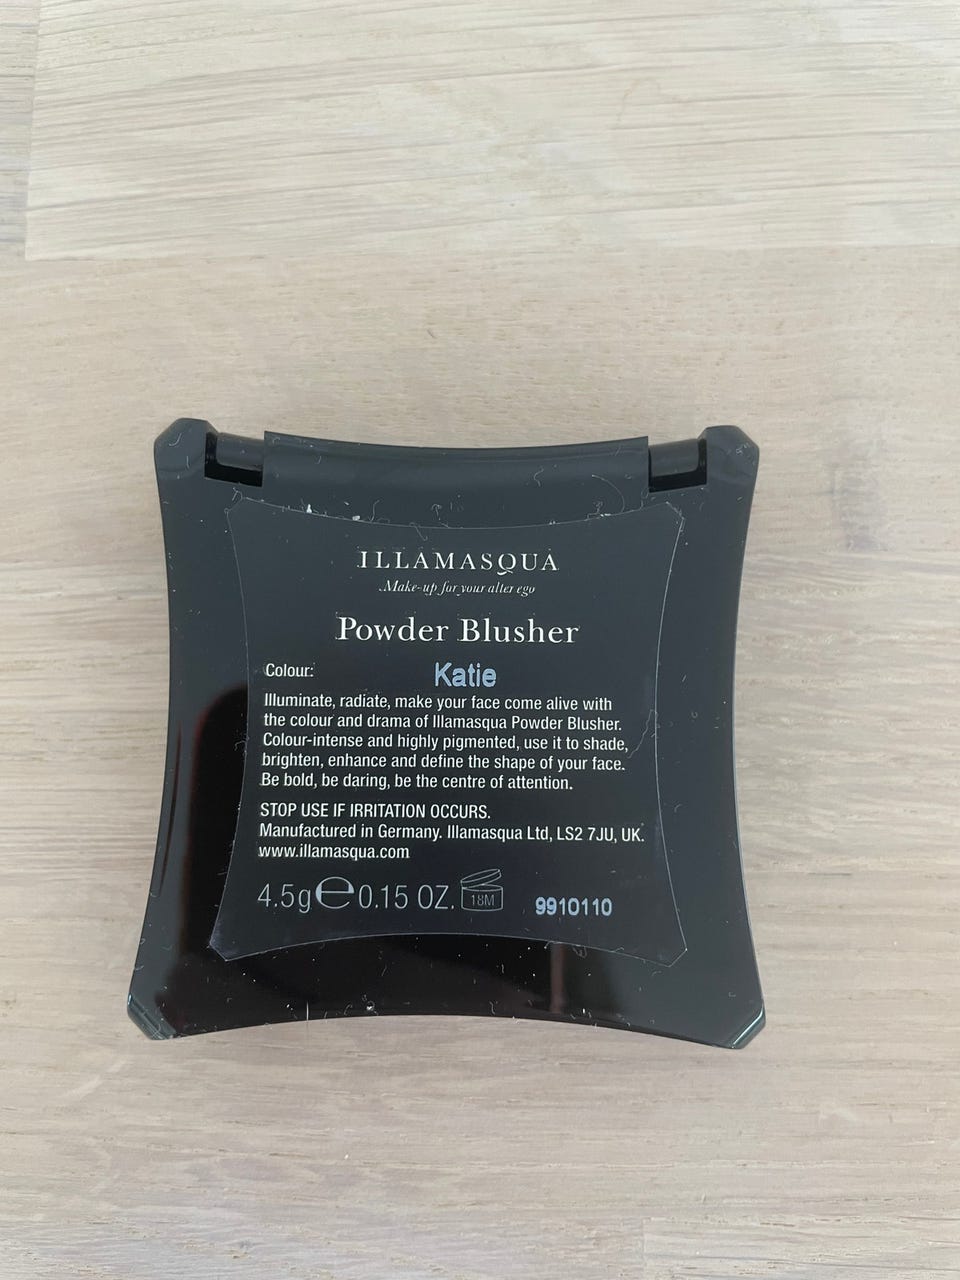 ILLAMASQUA
Make-up for your alter ego
Powder Blusher
Colour: Katie
Illuminate, radiate, make your face come alive with
the colour and drama of Illamasqua Powder Blusher.
Colour-intense and highly pigmented, use it to shade,
brighten, enhance and define the shape of your face.
Be bold, be daring, be the centre of attention.
STOP USE IF IRRITATION OCCURS.
Manufactured in Germany. Illamasqua Ltd, LS2 7JU, UK.
www.illamasqua.com
4.5g℮0.15 OZ. 18M 9910110